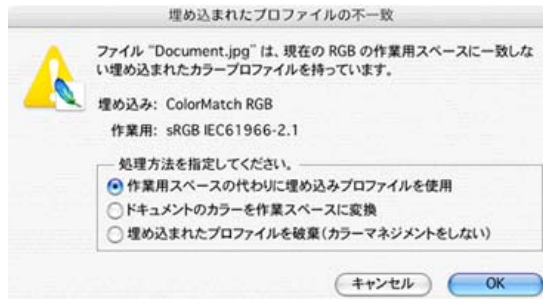 埋め込まれたプロファイルの不一致
ファイル "Document.jpg" は、現在の RGB の作業用スペースに一致しな
い埋め込まれたカラープロファイルを持っています。
埋め込み: ColorMatch RGB
作業用: sRGB IEC61966-2.1
処理方法を指定してください。
作業用スペースの代わりに埋め込みプロファイルを使用
ドキュメントのカラーを作業スペースに変換
埋め込まれたプロファイルを破棄(カラーマネジメントをしない)
キャンセル OK